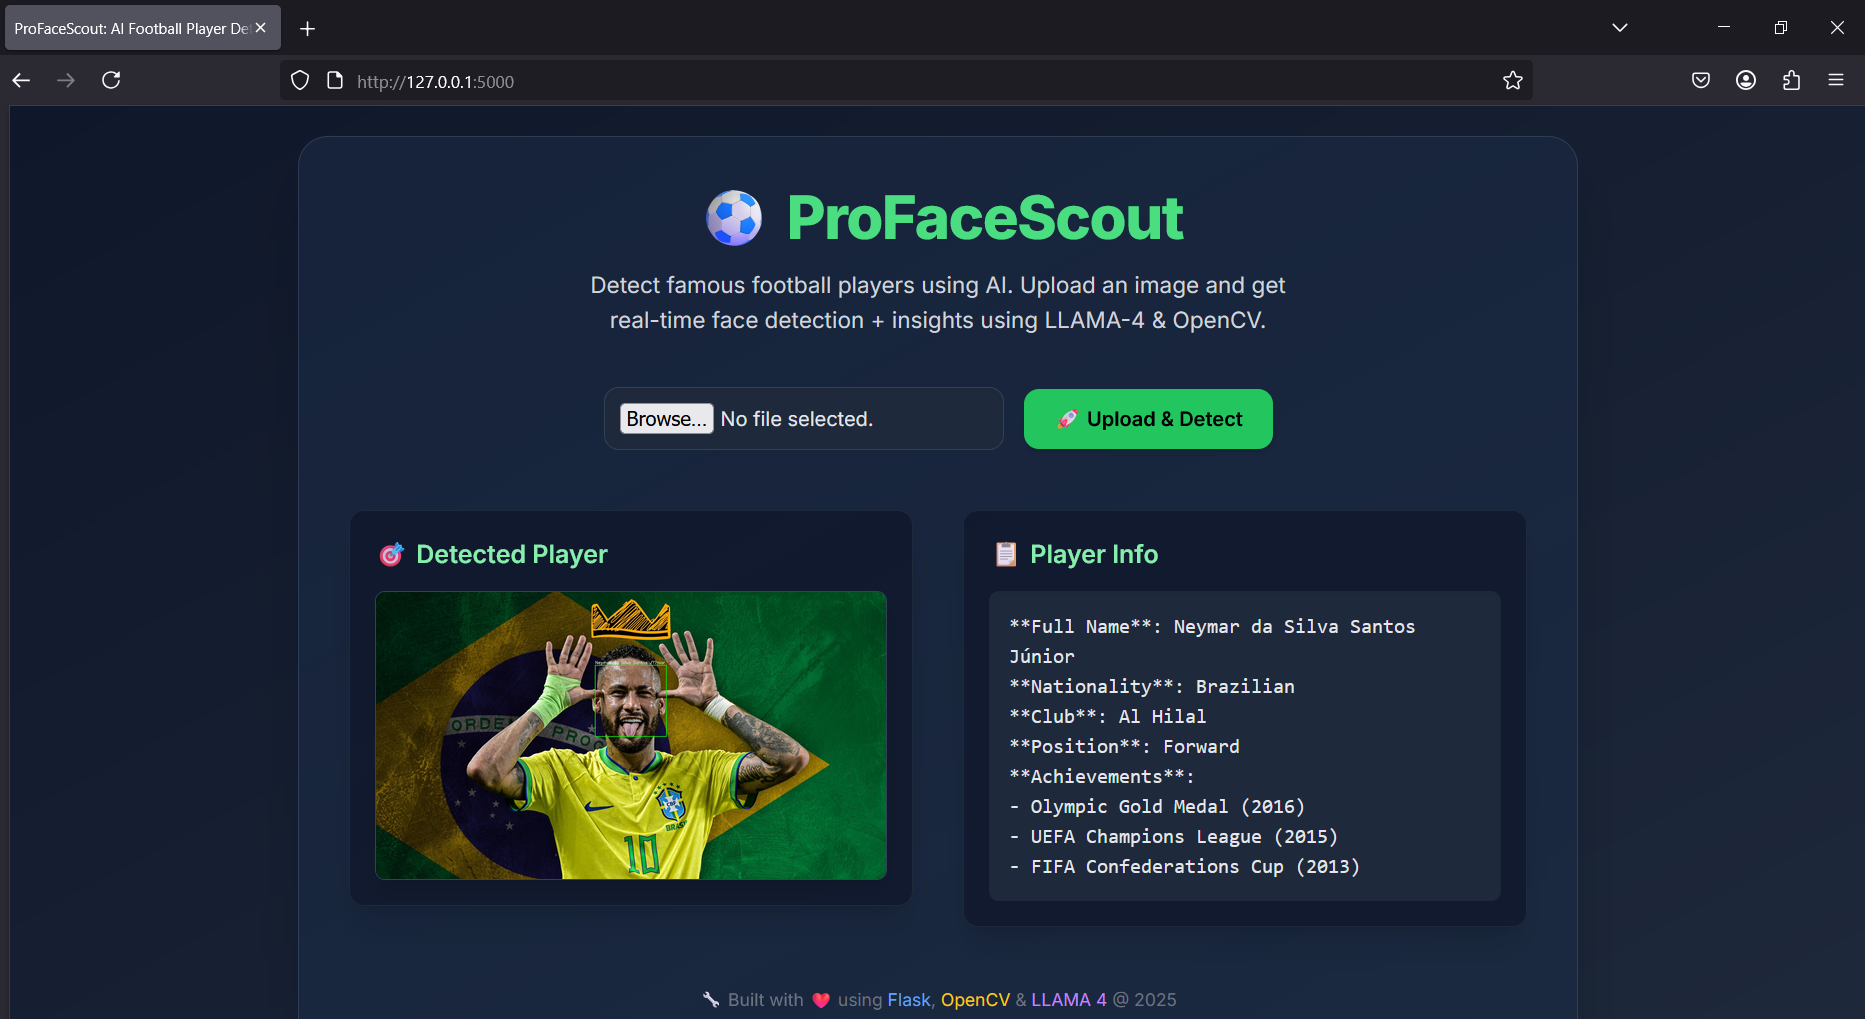 ProFaceScout: AI Football Player De
http://127.0.0.1:5000
ProFaceScout
Detect famous football players using AI. Upload an image and get
real-time face detection + insights using LLAMA-4 & OpenCV.
Browse... No file selected.
🚀 Upload & Detect
🎯 Detected Player
ORDE PROG
BRASIL
10
📋 Player Info
**Full Name**: Neymar da Silva Santos
Júnior
**Nationality**: Brazilian
**Club**: Al Hilal
**Position**: Forward
**Achievements**:
- Olympic Gold Medal (2016)
- UEFA Champions League (2015)
- FIFA Confederations Cup (2013)
🔧 Built with ❤️ using Flask, OpenCV & LLAMA 4 @ 2025